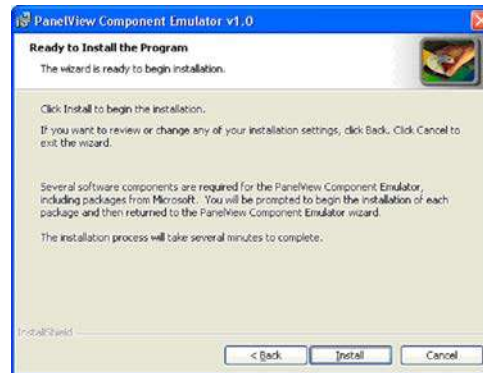 PanelView Component Emulator v1.0
Ready to Install the Program
The wizard is ready to begin installation.
Click Install to begin the installation.
If you want to review or change any of your installation settings, click Back. Click Cancel to
exit the wizard.
Several software components are required for the PanelView Component Emulator,
including packages from Microsoft. You will be prompted to begin the installation of each
package and then returned to the PanelView Component Emulator wizard.
The installation process will take several minutes to complete.
InstallShield
< Back
Install
Cancel